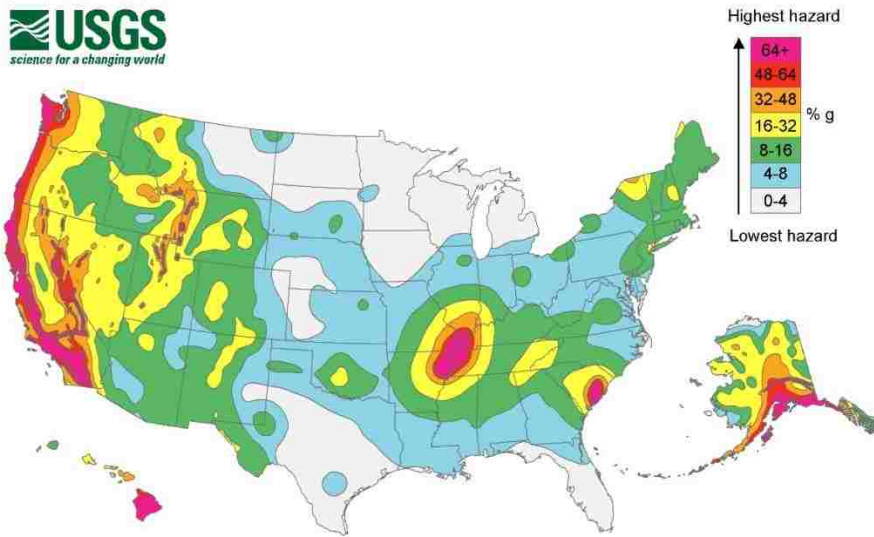 USGS
science for a changing world
Highest hazard
64+
48-64
32-48
16-32
8-16
4-8
0-4
% g
Lowest hazard